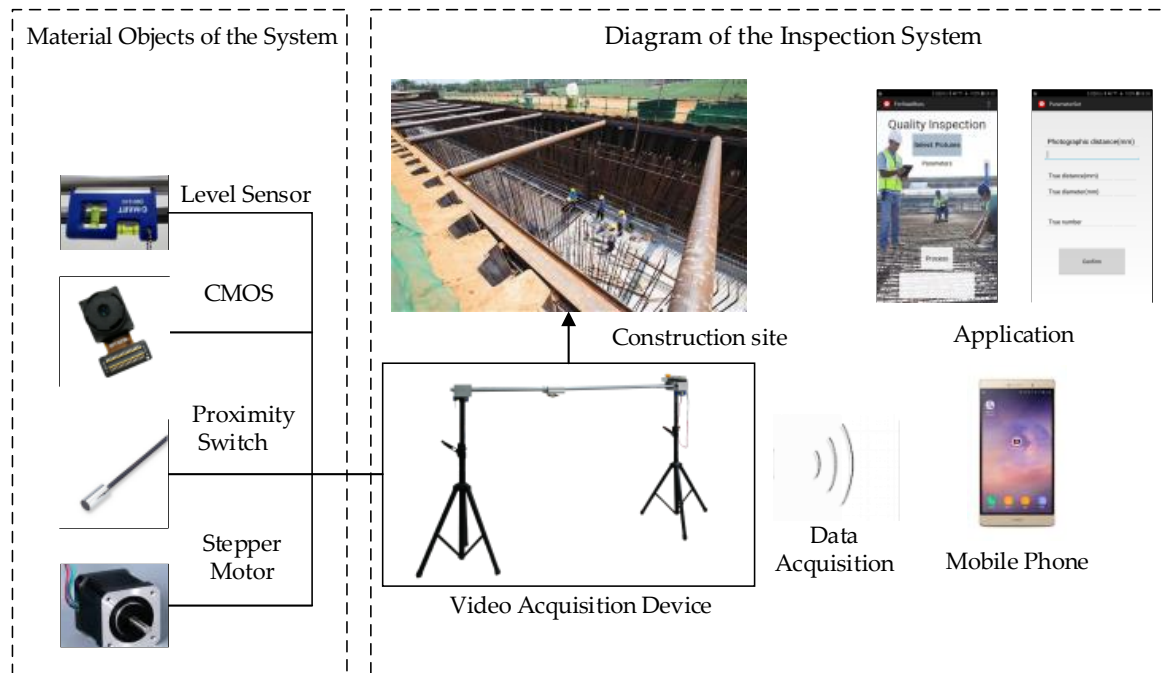 Material Objects of the System
Level Sensor
CMOS
Proximity
Switch
Stepper
Motor
Diagram of the Inspection System
Construction site
Video Acquisition Device
Data
Acquisition
Quality Inspection
Select Pictures
Parameters
Process
ParameterSet
Photographic distance(mm)
True distance(mm)
True diameter(mm)
True number
Confirm
Application
Mobile Phone